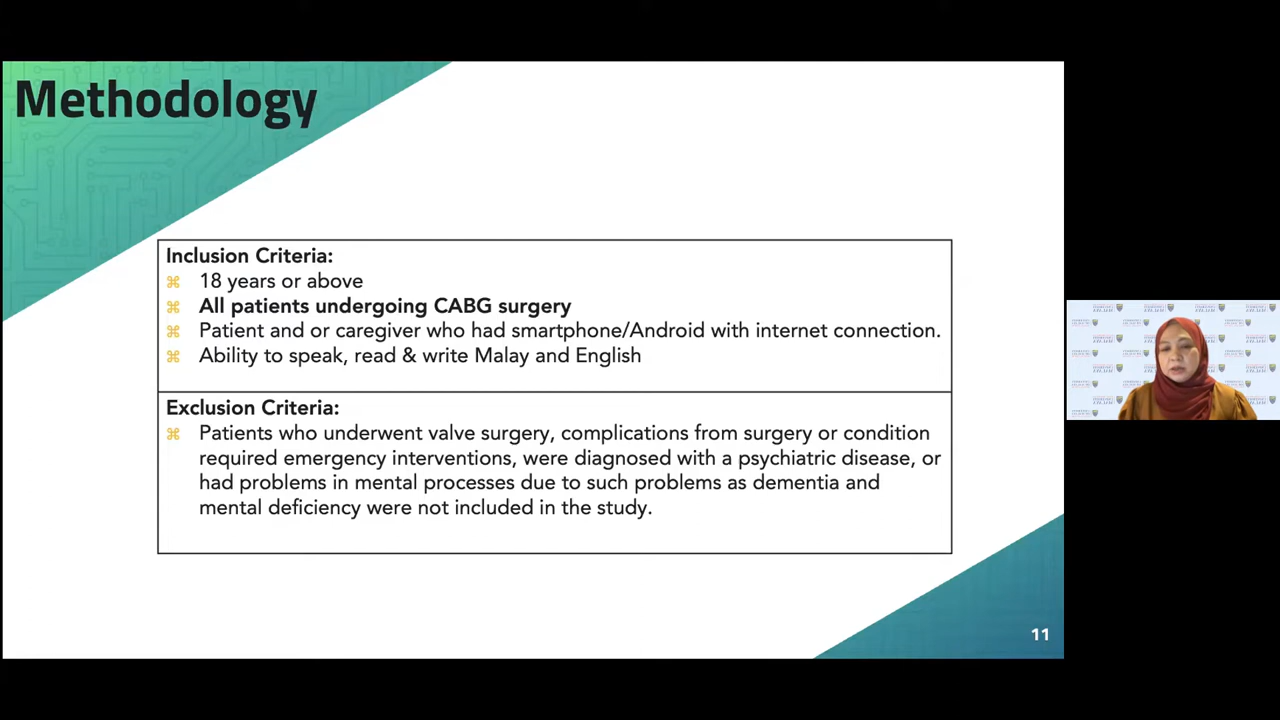 Methodology
Inclusion Criteria:
⌘ 18 years or above
⌘ All patients undergoing CABG surgery
⌘ Patient and or caregiver who had smartphone/Android with internet connection.
⌘ Ability to speak, read & write Malay and English
Exclusion Criteria:
⌘ Patients who underwent valve surgery, complications from surgery or condition
required emergency interventions, were diagnosed with a psychiatric disease, or
had problems in mental processes due to such problems as dementia and
mental deficiency were not included in the study.
11